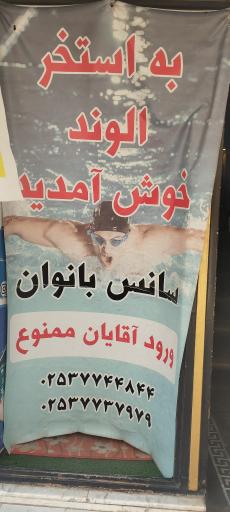 به استخر
الوند
خوش آمدید
سانس بانوان
ورود آقایان ممنوع
۰۲۵۳۷۷۴۴۸۴۴
۰۲۵۳۷۷۳۷۹۷۹